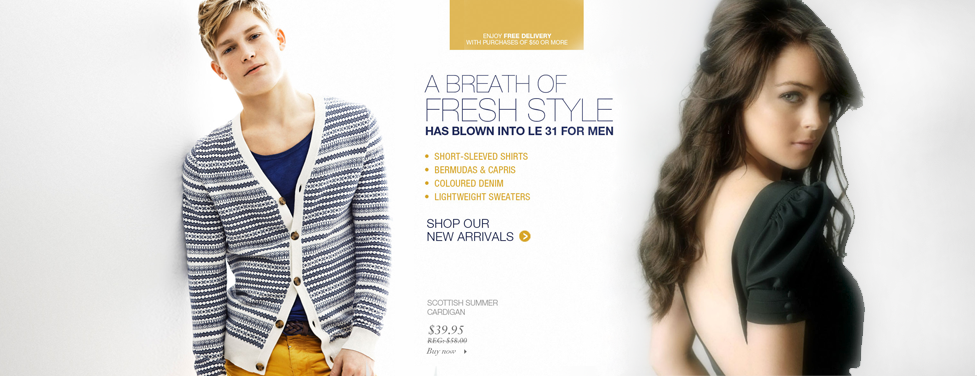 ENJOY FREE DELIVERY
WITH PURCHASES OF $50 OR MORE
A BREATH OF
FRESH STYLE
HAS BLOWN INTO LE 31 FOR MEN
• SHORT-SLEEVED SHIRTS
• BERMUDAS & CAPRIS
• COLOURED DENIM
• LIGHTWEIGHT SWEATERS
SHOP OUR
NEW ARRIVALS
SCOTTISH SUMMER
CARDIGAN
$39.95
REG: $58.00
Buy now